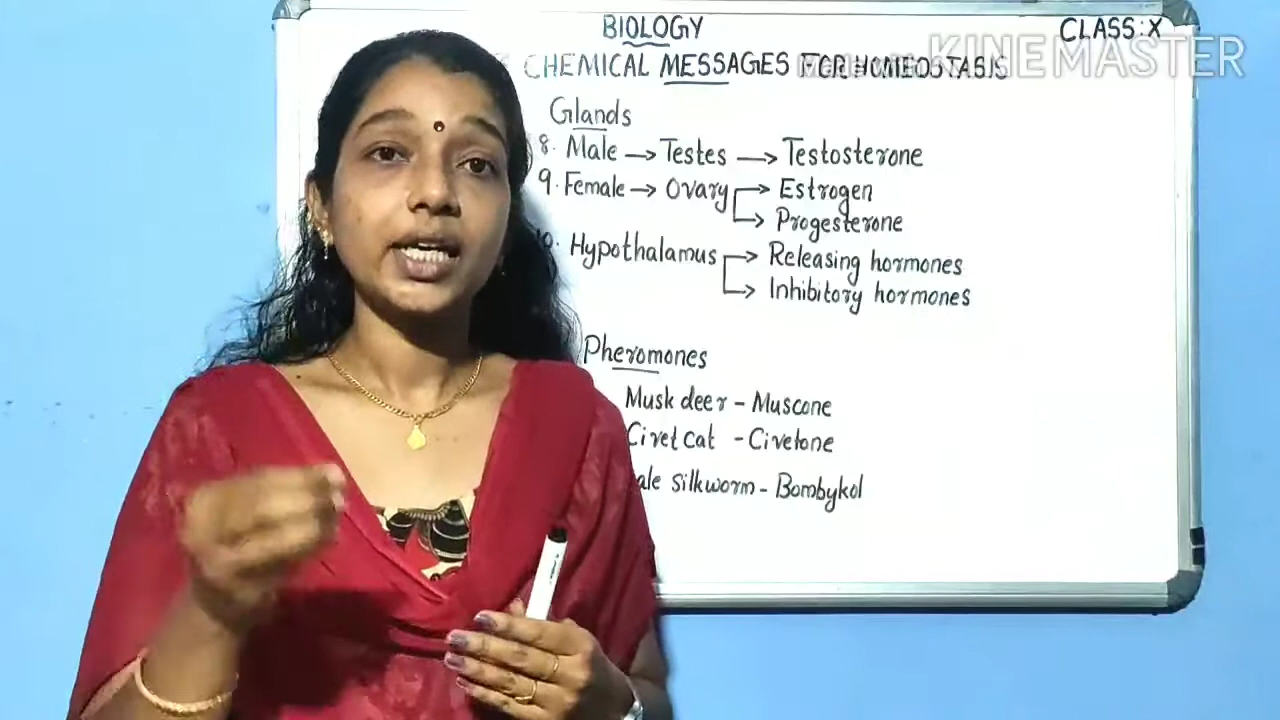 BIOLOGY
CLASS:X
CHEMICAL MESSAGES FOR HOMEOSTASIS
KINEMASTER
Glands
8. Male → Testes → Testosterone
9. Female → Ovary → Estrogen
→ Progesterone
Hypothalamus → Releasing hormones
→ Inhibitory hormones
Pheromones
Musk deer - Muscone
Civet cat - Civetone
silkworm - Bombykol